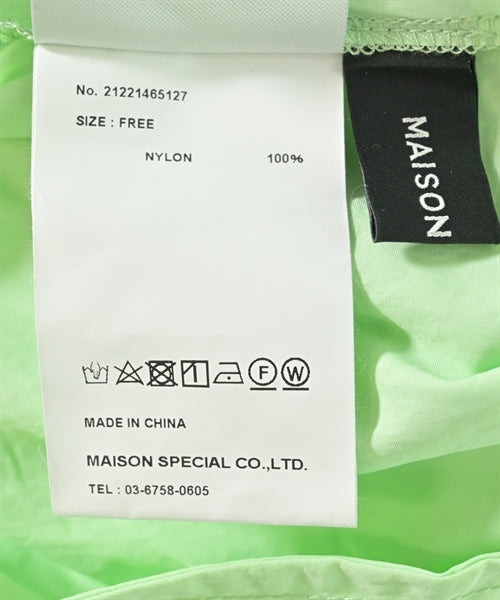 No. 21221465127
SIZE : FREE
NYLON 100%
F W
MADE IN CHINA
MAISON SPECIAL CO.,LTD.
TEL : 03-6758-0605
MAISON